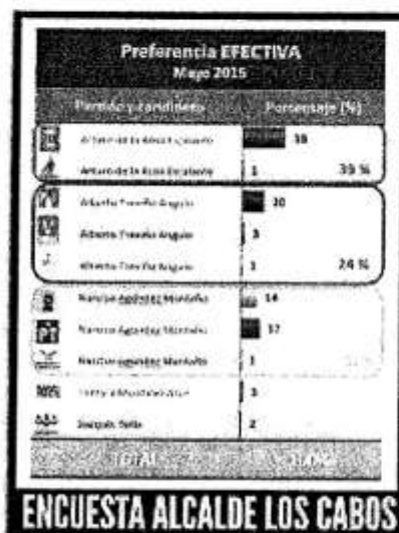 Preferencia EFECTIVA
Mayo 2015
Partido y candidato Porcentaje (%)
Arturo de la Rosa Escalante 38
Arturo de la Rosa Escalante 1 39 %
Alberto Treviño Angulo 20
Alberto Treviño Angulo 3
Alberto Treviño Angulo 1 24 %
Narciso Agúndez Montaño 14
PT Narciso Agúndez Montaño 17
Narciso Agúndez Montaño 1
3
2
TOTAL
ENCUESTA ALCALDE LOS CABOS